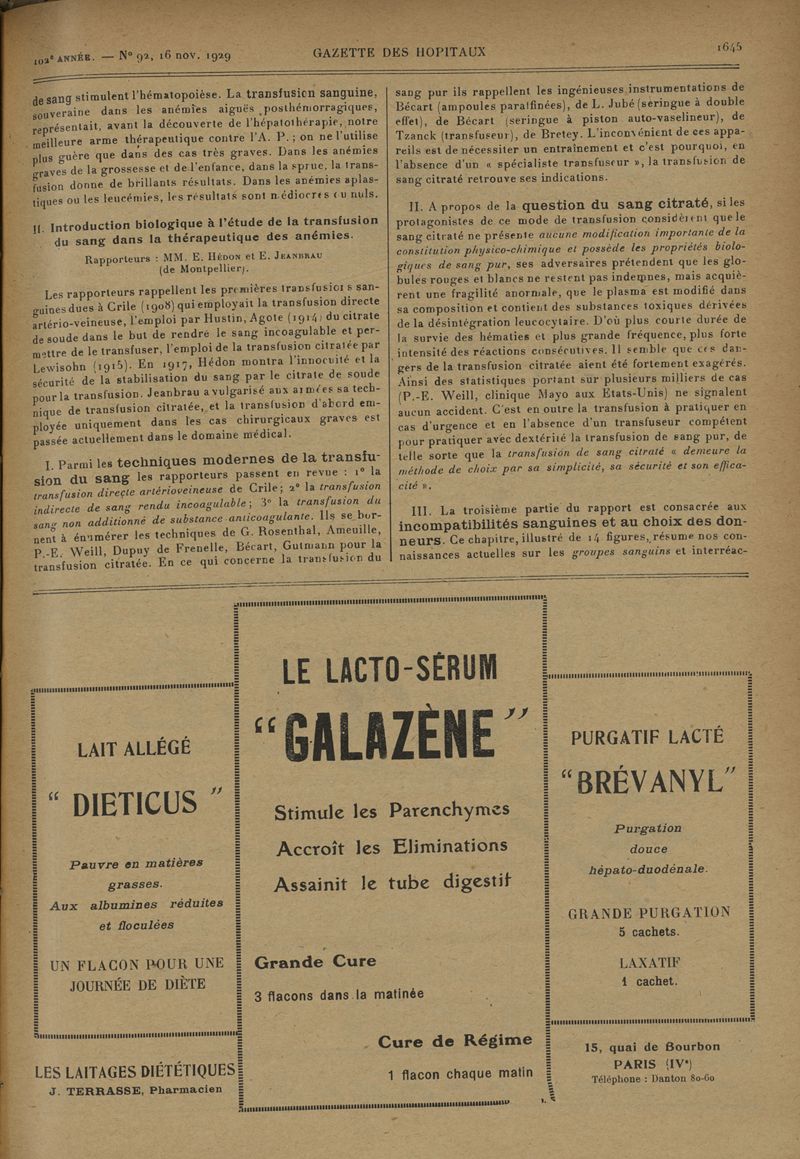 102e ANNÉE. — N° 92, 16 nov. 1929
GAZETTE DES HOPITAUX
1645
de sang stimulent l'hématopoièse. La transfusion sanguine,
souveraine dans les anémies aiguës posthémorragiques,
représentait, avant la découverte de l'hépatothérapie, notre
meilleure arme thérapeutique contre l'A. P. ; on ne l'utilise
plus guère que dans des cas très graves. Dans les anémies
graves de la grossesse et de l'enfance, dans la sprue, la trans-
fusion donne de brillants résultats. Dans les anémies aplas-
tiques ou les leucémies, les résultats sont médiocres ou nuls.
II. Introduction biologique à l'étude de la transfusion
du sang dans la thérapeutique des anémies.
Rapporteurs : MM. E. HÉDON et E. JEANBRAU
(de Montpellier).
Les rapporteurs rappellent les premières transfusions san-
guines dues à Crile (1908) qui employait la transfusion directe
artério-veineuse, l'emploi par Hustin, Agote (1914) du citrate
de soude dans le but de rendre le sang incoagulable et per-
mettre de le transfuser, l'emploi de la transfusion citratée par
Lewisohn (1915). En 1917, Hédon montra l'innocuité et la
sécurité de la stabilisation du sang par le citrate de soude
pour la transfusion. Jeanbrau a vulgarisé aux armées sa tech-
nique de transfusion citratée, et la transfusion d'abord em-
ployée uniquement dans les cas chirurgicaux graves est
passée actuellement dans le domaine médical.
I. Parmi les techniques modernes de la transfu-
sion du sang les rapporteurs passent en revue : 1° la
transfusion directe artérioveineuse de Crile; 2° la transfusion
indirecte de sang rendu incoagulable; 3° la transfusion du
sang non additionné de substance anticoagulante. Ils se bor-
nent à énumérer les techniques de G. Rosenthal, Ameuille,
P.-E. Weill, Dupuy de Frenelle, Bécart, Gutmann pour la
transfusion citratée. En ce qui concerne la transfusion du
sang pur ils rappellent les ingénieuses instrumentations de
Bécart (ampoules paraffinées), de L. Jubé (seringue à double
effet), de Bécart (seringue à piston auto-vaselineur), de
Tzanck (transfuseur), de Bretey. L'inconvénient de ces appa-
reils est de nécessiter un entraînement et c'est pourquoi, en
l'absence d'un « spécialiste transfuseur », la transfusion de
sang citraté retrouve ses indications.
II. A propos de la question du sang citraté, si les
protagonistes de ce mode de transfusion considèrent que le
sang citraté ne présente aucune modification importante de la
constitution physico-chimique et possède les propriétés biolo-
giques de sang pur, ses adversaires prétendent que les glo-
bules rouges et blancs ne restent pas indemnes, mais acquiè-
rent une fragilité anormale, que le plasma est modifié dans
sa composition et contient des substances toxiques dérivées
de la désintégration leucocytaire. D'où plus courte durée de
la survie des hématies et plus grande fréquence, plus forte
intensité des réactions consécutives. Il semble que ces dan-
gers de la transfusion citratée aient été fortement exagérés.
Ainsi des statistiques portant sur plusieurs milliers de cas
(P.-E. Weill, clinique Mayo aux Etats-Unis) ne signalent
aucun accident. C'est en outre la transfusion à pratiquer en
cas d'urgence et en l'absence d'un transfuseur compétent
pour pratiquer avec dextérité la transfusion de sang pur, de
telle sorte que la transfusion de sang citraté « demeure la
méthode de choix par sa simplicité, sa sécurité et son effica-
cité ».
III. La troisième partie du rapport est consacrée aux
incompatibilités sanguines et au choix des don-
neurs. Ce chapitre, illustré de 14 figures, résume nos con-
naissances actuelles sur les groupes sanguins et interréac-
LAIT ALLÉGÉ
“ DIETICUS ”
Pauvre en matières
grasses.
Aux albumines réduites
et floculées
UN FLACON POUR UNE
JOURNÉE DE DIÈTE
LES LAITAGES DIÉTÉTIQUES
J. TERRASSE, Pharmacien
LE LACTO-SÉRUM
“GALAZÈNE”
Stimule les Parenchymes
Accroît les Eliminations
Assainit le tube digestif
Grande Cure
3 flacons dans la matinée
Cure de Régime
1 flacon chaque matin
PURGATIF LACTÉ
“BRÉVANYL”
Purgation
douce
hépato-duodénale.
GRANDE PURGATION
5 cachets.
LAXATIF
1 cachet.
15, quai de Bourbon
PARIS (IVe)
Téléphone : Danton 80-60